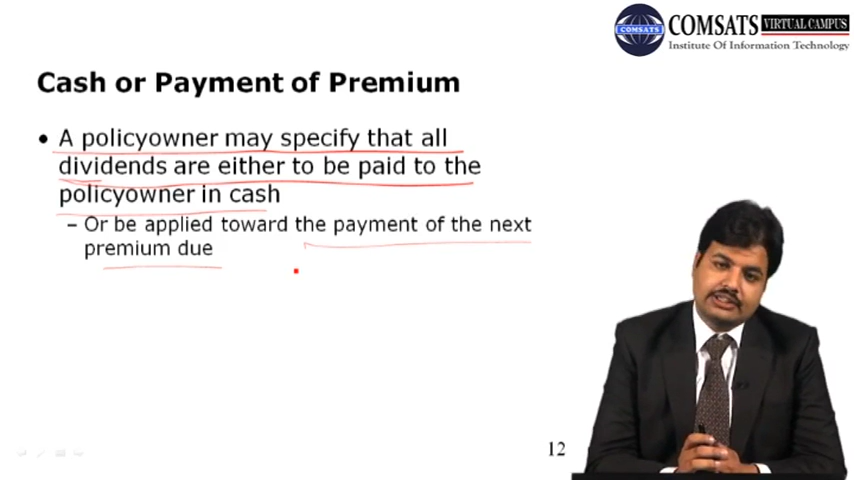 COMSATS
COMSATS VIRTUAL CAMPUS
Institute Of Information Technology
Cash or Payment of Premium
• A policyowner may specify that all
dividends are either to be paid to the
policyowner in cash
– Or be applied toward the payment of the next
premium due
12